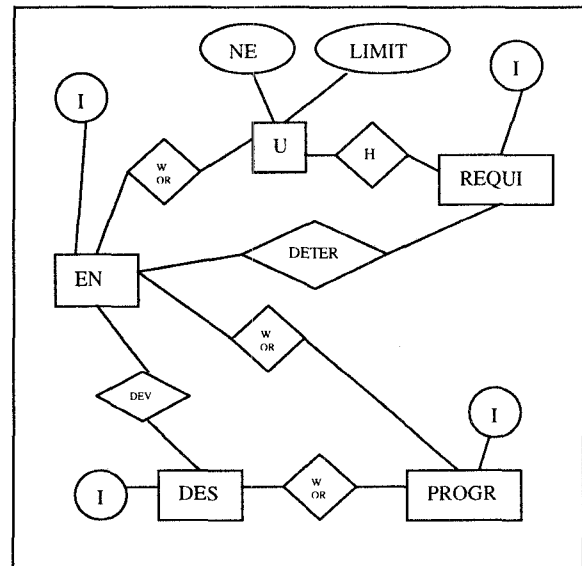 NE
LIMIT
I
I
U
W
OR
H
REQUI
DETER
EN
W
OR
DEV
I
I
DES
W
OR
PROGR